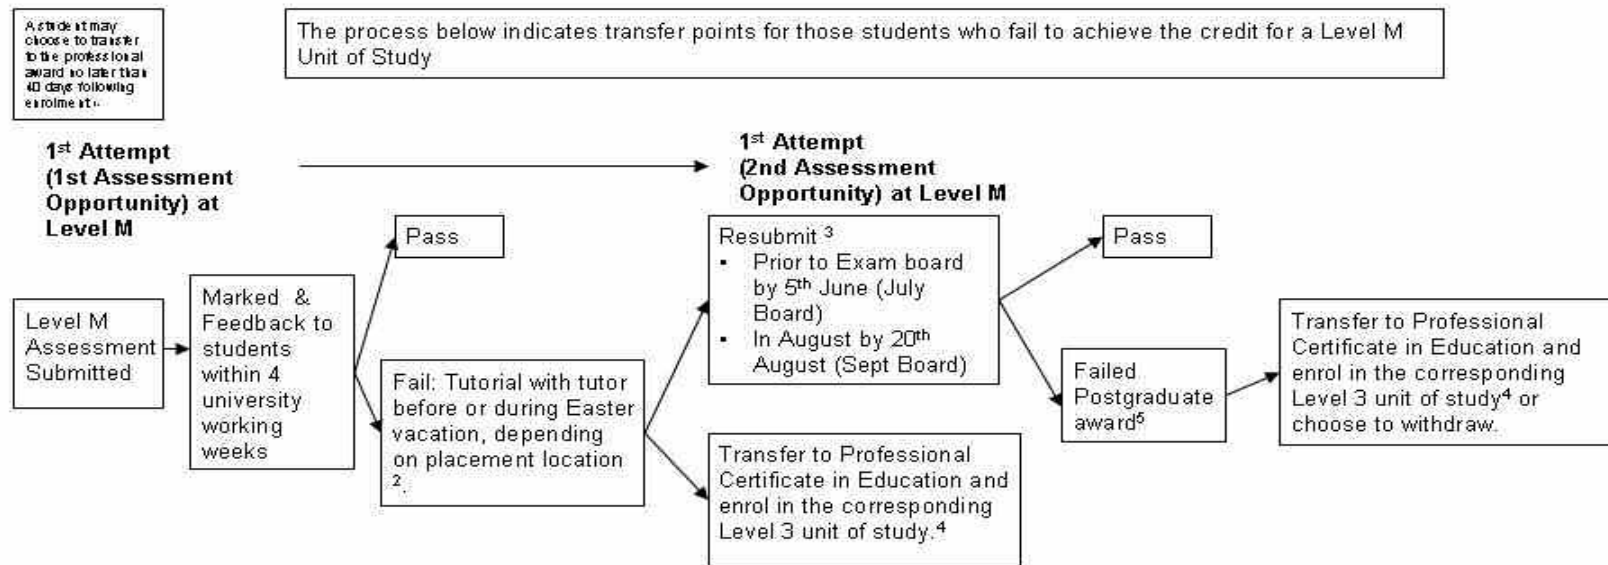 A student may
choose to transfer
to the professional
award no later than
40 days following
enrolment
The process below indicates transfer points for those students who fail to achieve the credit for a Level M
Unit of Study
1st Attempt
(1st Assessment
Opportunity) at
Level M
1st Attempt
(2nd Assessment
Opportunity) at Level M
Level M
Assessment
Submitted
Marked & 
Feedback to
students
within 4
university
working
weeks
Pass
Fail: Tutorial with tutor
before or during Easter
vacation, depending
on placement location
2.
Resubmit 3
▪ Prior to Exam board
by 5th June (July
Board)
▪ In August by 20th
August (Sept Board)
Transfer to Professional
Certificate in Education and
enrol in the corresponding
Level 3 unit of study.4
Pass
Failed
Postgraduate
award5
Transfer to Professional
Certificate in Education and
enrol in the corresponding
Level 3 unit of study4 or
choose to withdraw.